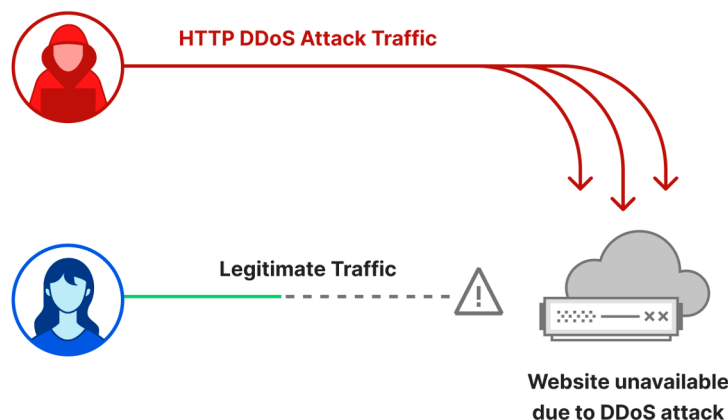 HTTP DDoS Attack Traffic
Legitimate Traffic
Website unavailable
due to DDoS attack